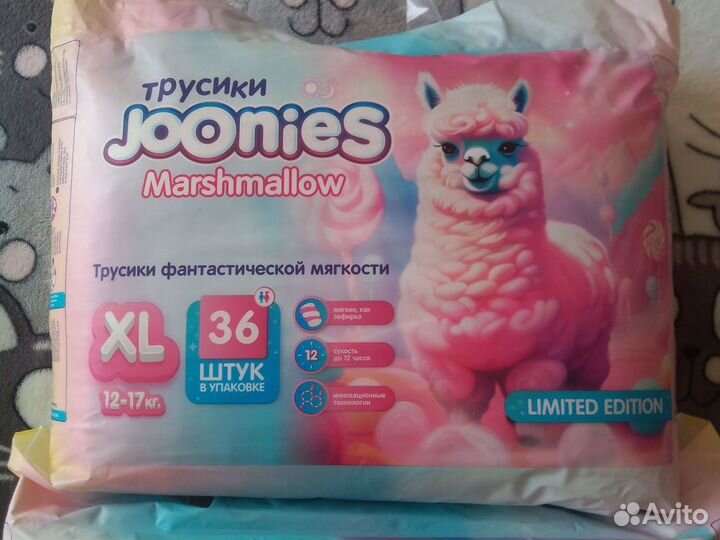 трусики
JOONIES
Marshmallow
Трусики фантастической мягкости
XL
12-17 кг.
36
ШТУК
В УПАКОВКЕ
мягкие, как
зефирка
12
сухость
до 12 часов
инновационные
технологии
LIMITED EDITION
Avito